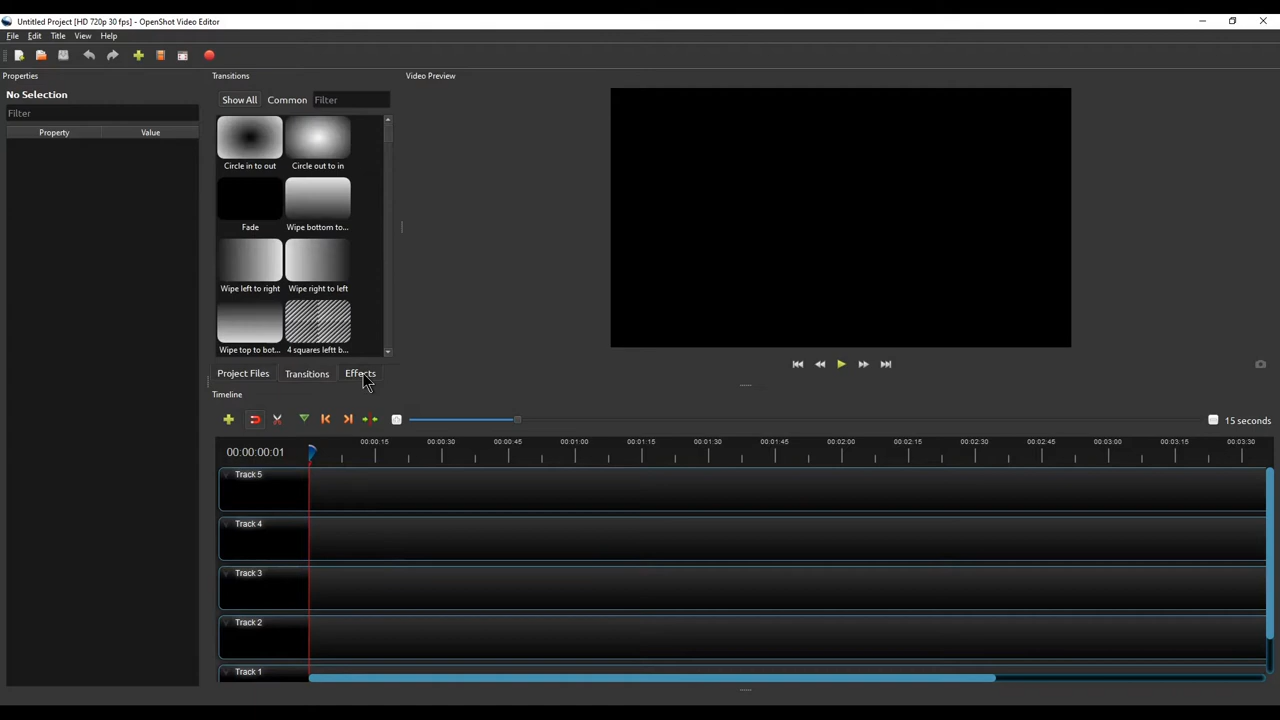 Untitled Project [HD 720p 30 fps] - OpenShot Video Editor
File Edit Title View Help
Properties
Transitions
Video Preview
No Selection
Show All Common Filter
Filter
Property Value
Circle in to out Circle out to in
Fade Wipe bottom to...
Wipe left to right Wipe right to left
Wipe top to bot... 4 squares leftt b...
Project Files Transitions Effects
Timeline
15 seconds
00:00:00:01
00:00:15 00:00:30 00:00:45 00:01:00 00:01:15 00:01:30 00:01:45 00:02:00 00:02:15 00:02:30 00:02:45 00:03:00 00:03:15 00:03:30
Track 5
Track 4
Track 3
Track 2
Track 1